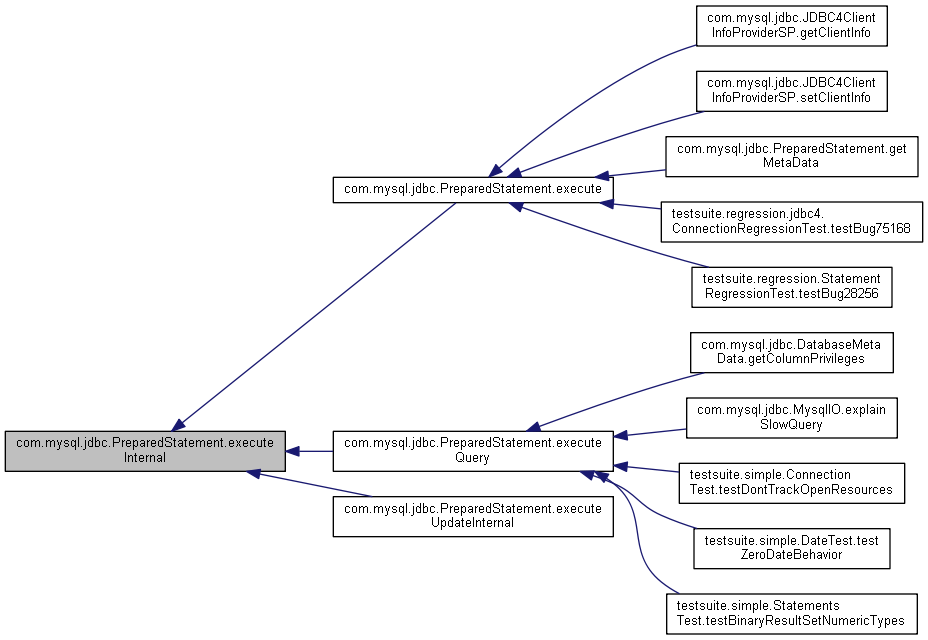 com.mysql.jdbc.JDBC4Client
InfoProviderSP.getClientInfo
com.mysql.jdbc.JDBC4Client
InfoProviderSP.setClientInfo
com.mysql.jdbc.PreparedStatement.get
MetaData
com.mysql.jdbc.PreparedStatement.execute
testsuite.regression.jdbc4.
ConnectionRegressionTest.testBug75168
testsuite.regression.Statement
RegressionTest.testBug28256
com.mysql.jdbc.DatabaseMeta
Data.getColumnPrivileges
com.mysql.jdbc.MysqlIO.explain
SlowQuery
com.mysql.jdbc.PreparedStatement.execute
Internal
com.mysql.jdbc.PreparedStatement.execute
Query
testsuite.simple.Connection
Test.testDontTrackOpenResources
com.mysql.jdbc.PreparedStatement.execute
UpdateInternal
testsuite.simple.DateTest.test
ZeroDateBehavior
testsuite.simple.Statements
Test.testBinaryResultSetNumericTypes